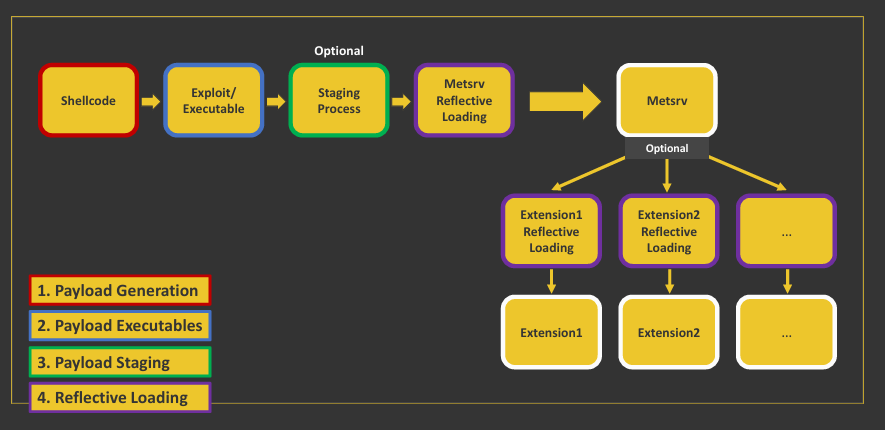 Optional
Shellcode
Exploit/
Executable
Staging
Process
Metsrv
Reflective
Loading
Metsrv
Optional
Extension1
Reflective
Loading
Extension2
Reflective
Loading
...
Extension1
Extension2
...
1. Payload Generation
2. Payload Executables
3. Payload Staging
4. Reflective Loading